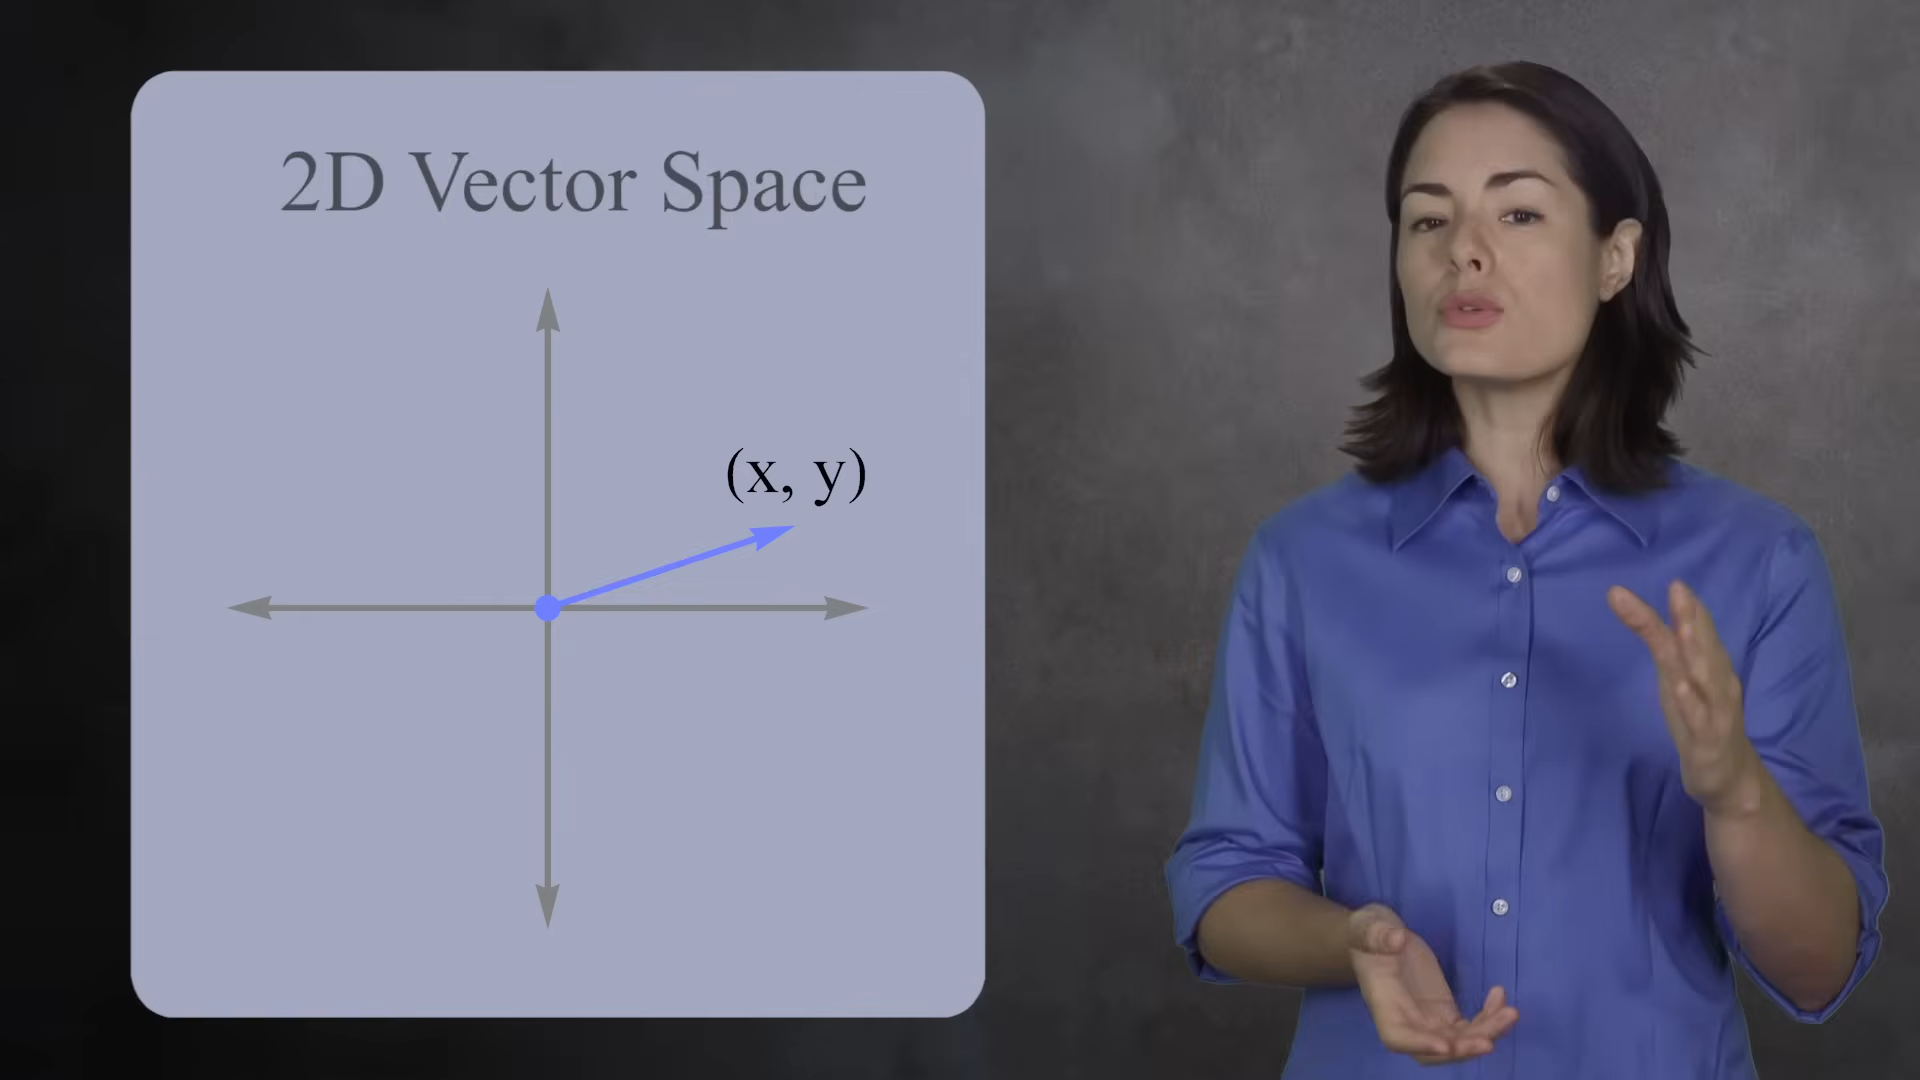 2D Vector Space
(x, y)